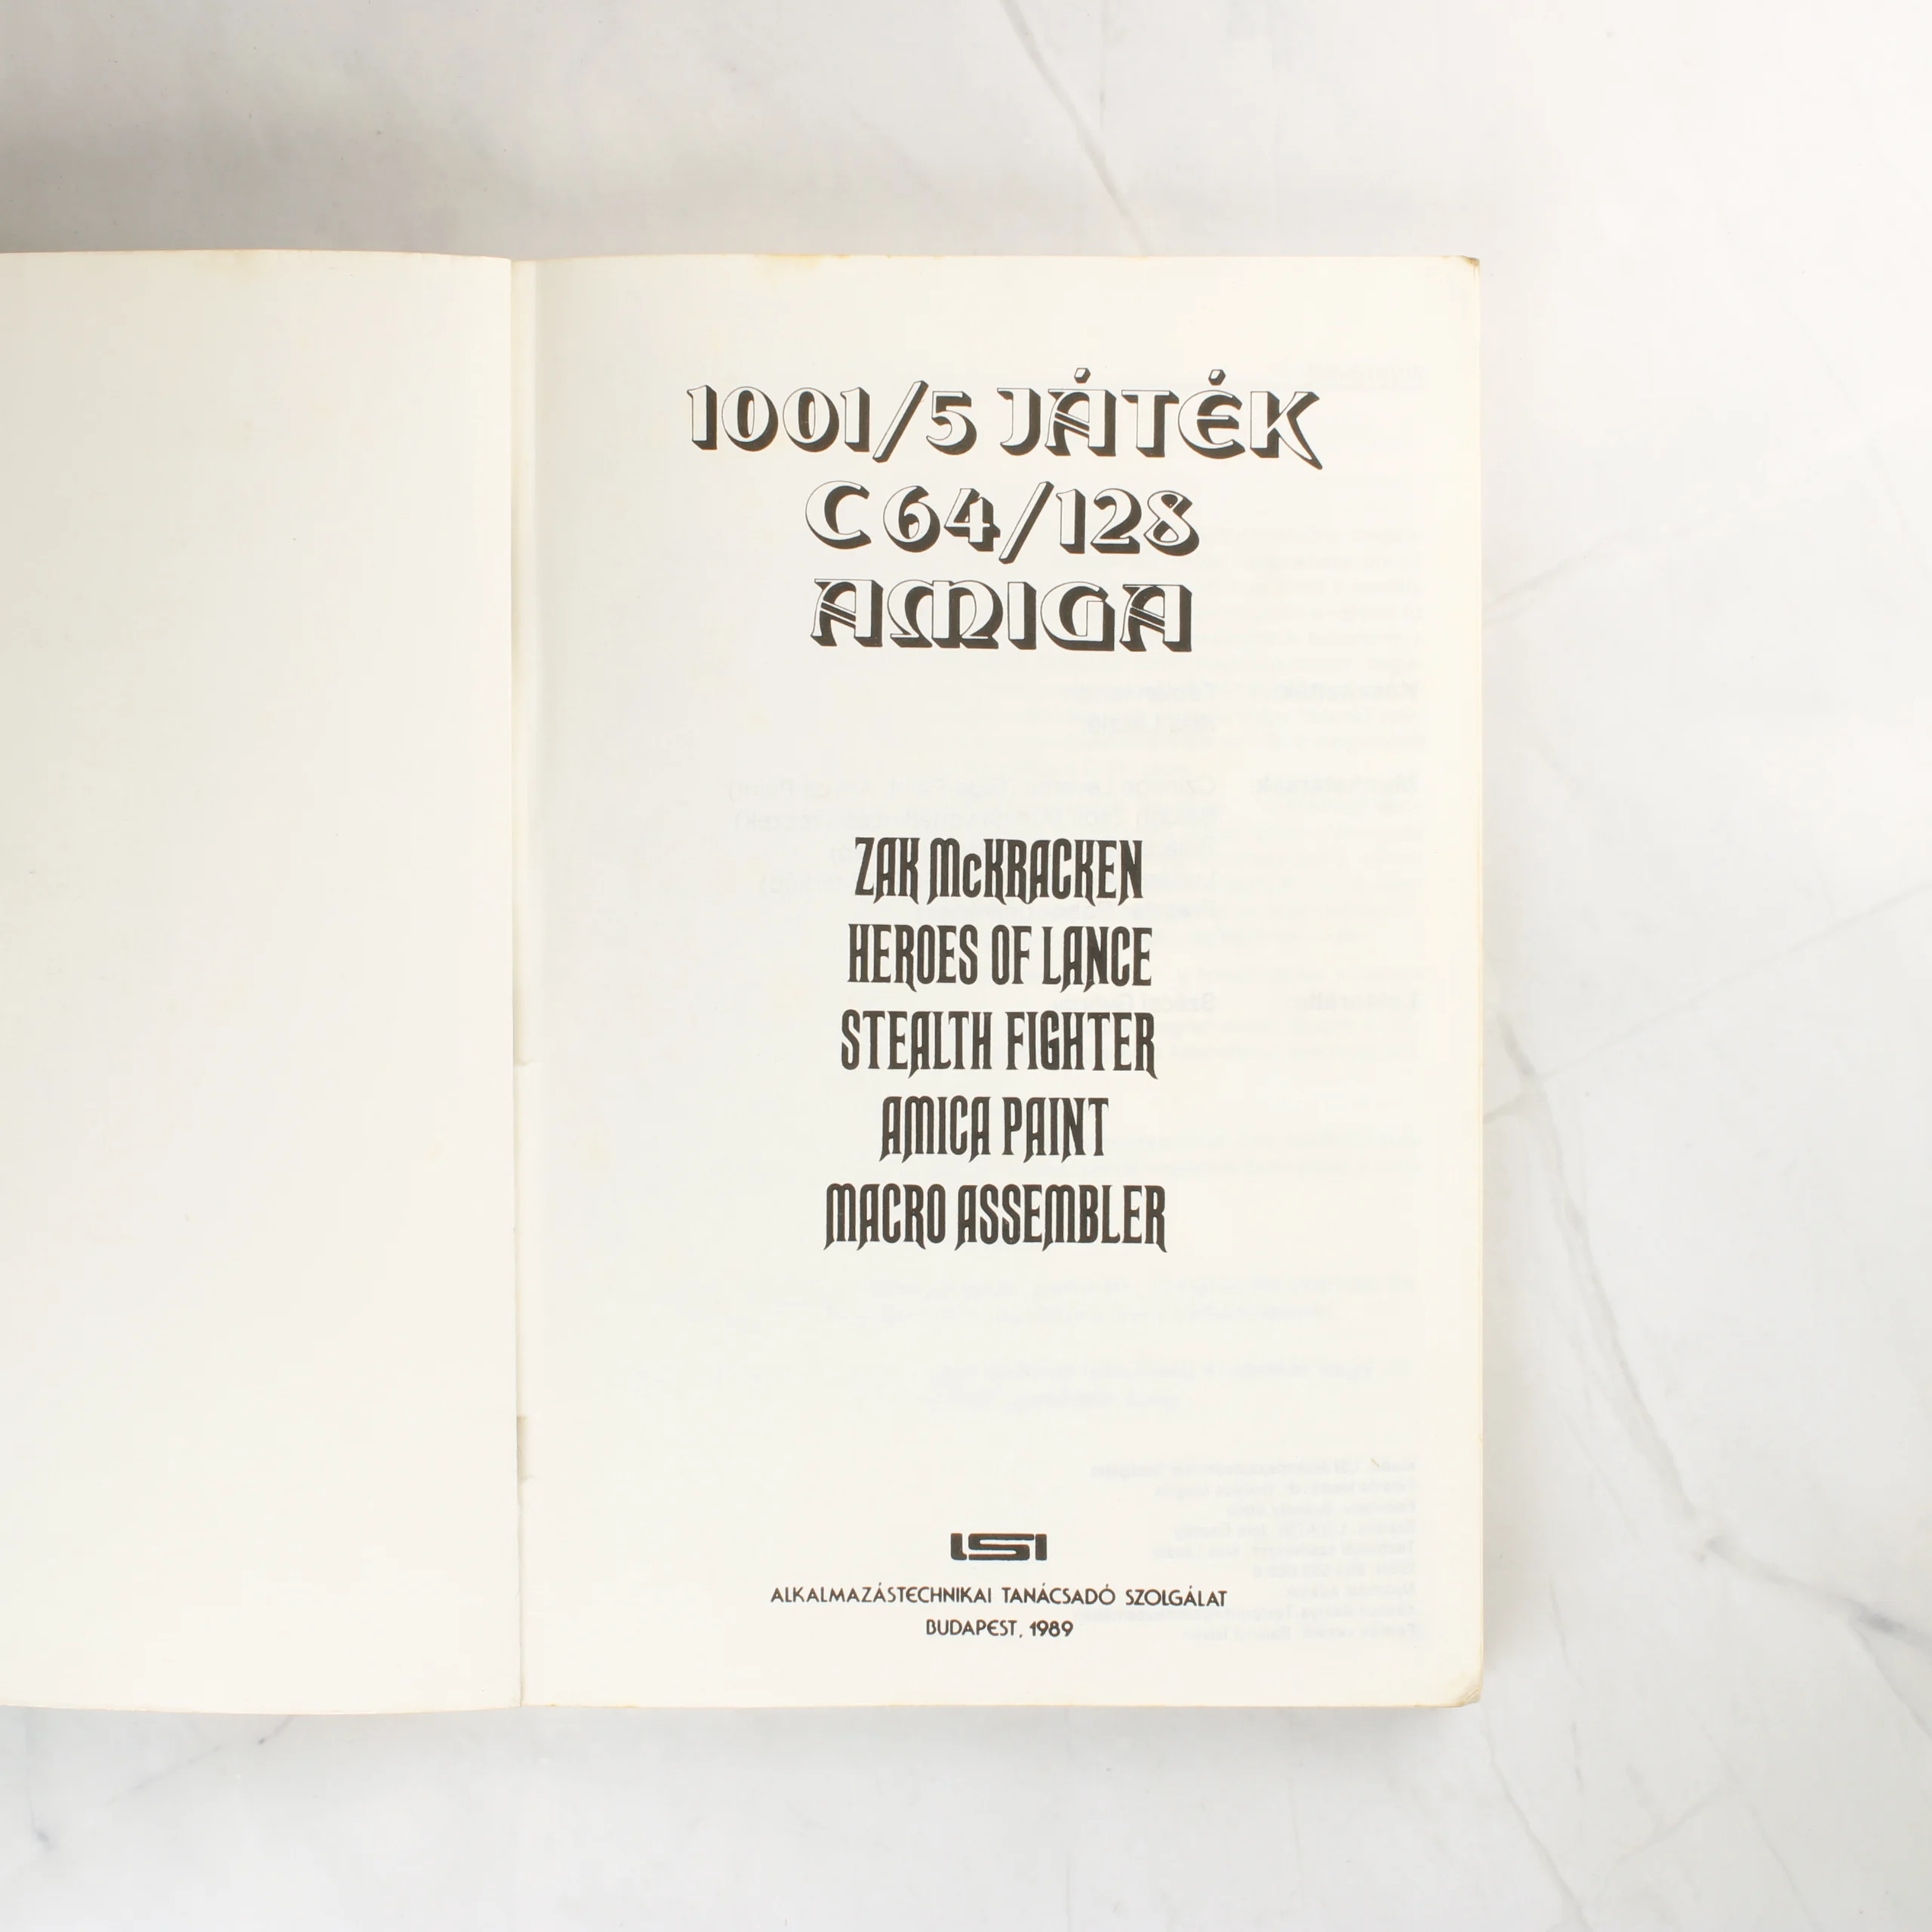 1001/5 JÁTÉK
C64/128
AMIGA
ZAK McKRACKEN
HEROES OF LANCE
STEALTH FIGHTER
AMICA PAINT
MACRO ASSEMBLER
LSI
ALKALMAZÁSTECHNIKAI TANÁCSADÓ SZOLGÁLAT
BUDAPEST, 1989